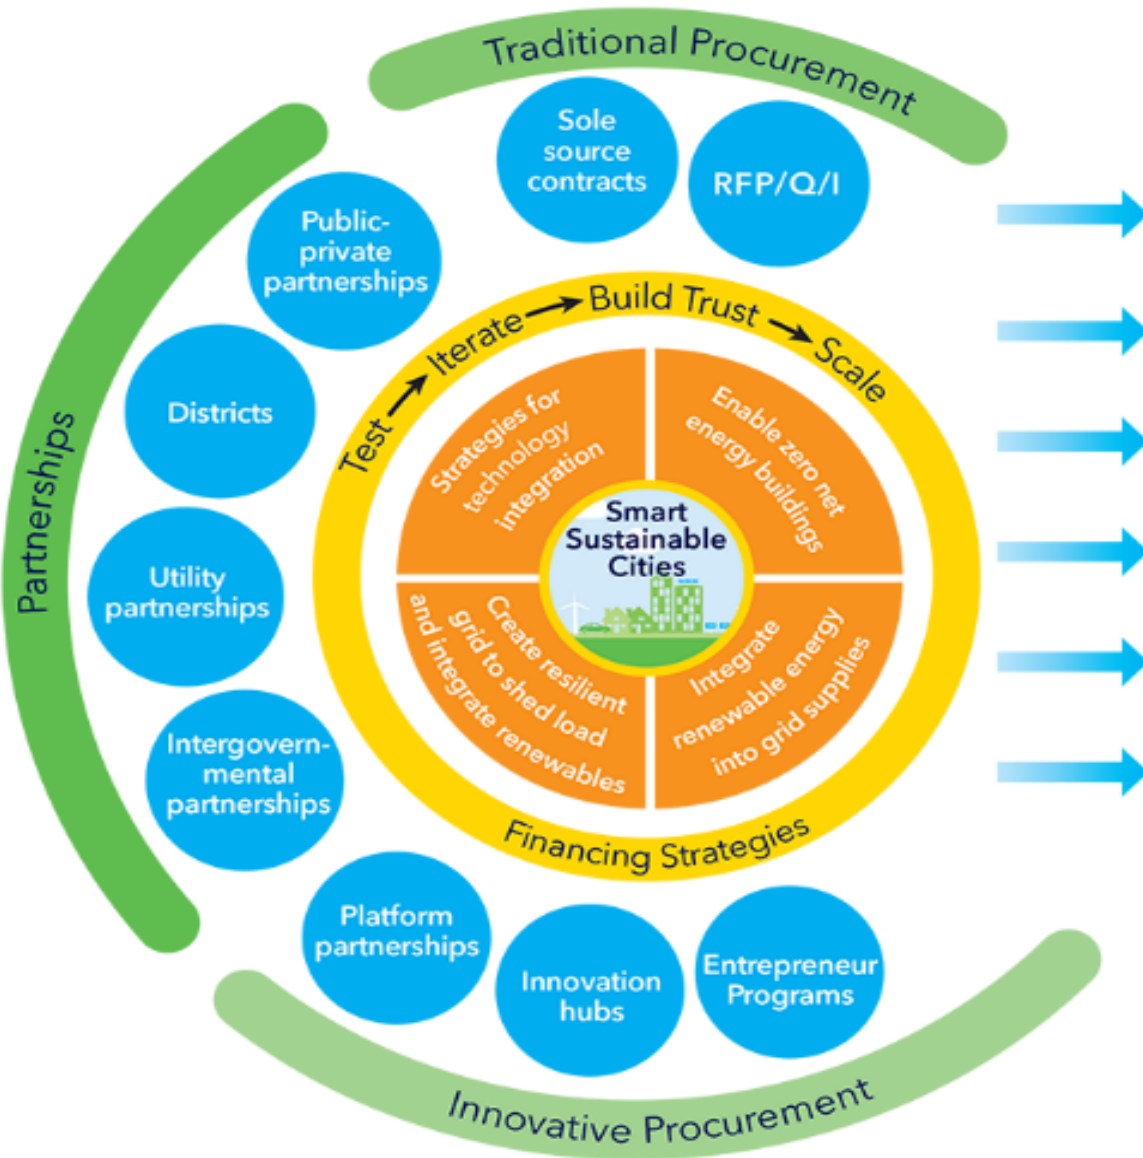 Traditional Procurement
Sole
source
contracts
RFP/Q/I
Partnerships
Public-
private
partnerships
Districts
Utility
partnerships
Intergovern-
mental
partnerships
Test → Iterate → Build Trust → Scale
Strategies for
technology
integration
Enable zero net
energy buildings
Smart
Sustainable
Cities
Create resilient
grid to shed load
and integrate renewables
Integrate
renewable energy
into grid supplies
Financing Strategies
Platform
partnerships
Innovation
hubs
Entrepreneur
Programs
Innovative Procurement